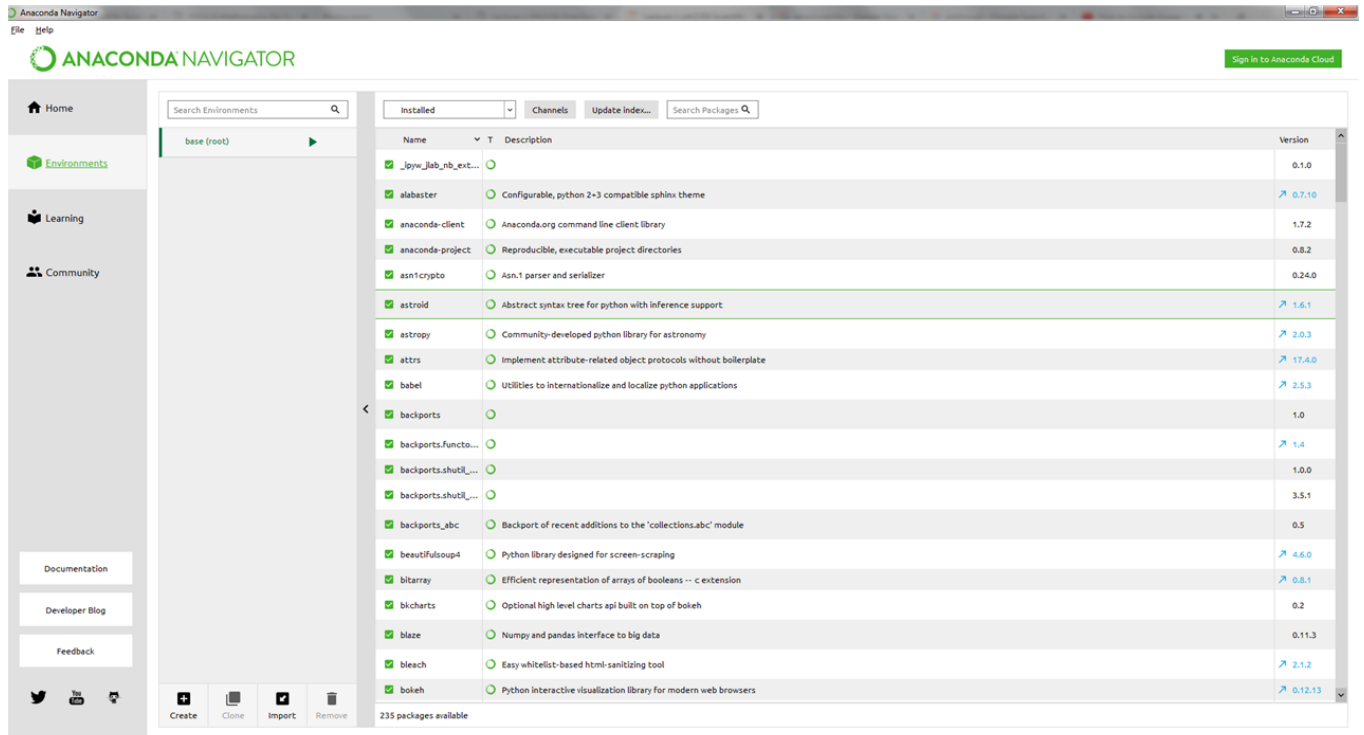 Anaconda Navigator
File Help
ANACONDA NAVIGATOR
Sign in to Anaconda Cloud
Home
Environments
Learning
Community
Documentation
Developer Blog
Feedback
You
Tube
Search Environments
base (root)
Create Clone Import Remove
Installed Channels Update index... Search Packages
Name T Description Version
_ipyw_jlab_nb_ext... 0.1.0
alabaster Configurable, python 2+3 compatible sphinx theme 0.7.10
anaconda-client Anaconda.org command line client library 1.7.2
anaconda-project Reproducible, executable project directories 0.8.2
asn1crypto Asn.1 parser and serializer 0.24.0
astroid Abstract syntax tree for python with inference support 1.6.1
astropy Community-developed python library for astronomy 2.0.3
attrs Implement attribute-related object protocols without boilerplate 17.4.0
babel Utilities to internationalize and localize python applications 2.5.3
backports 1.0
backports.functo... 1.4
backports.shutil_... 1.0.0
backports.shutil_... 3.5.1
backports_abc Backport of recent additions to the 'collections.abc' module 0.5
beautifulsoup4 Python library designed for screen-scraping 4.6.0
bitarray Efficient representation of arrays of booleans -- c extension 0.8.1
bkcharts Optional high level charts api built on top of bokeh 0.2
blaze Numpy and pandas interface to big data 0.11.3
bleach Easy whitelist-based html-sanitizing tool 2.1.2
bokeh Python interactive visualization library for modern web browsers 0.12.13
235 packages available